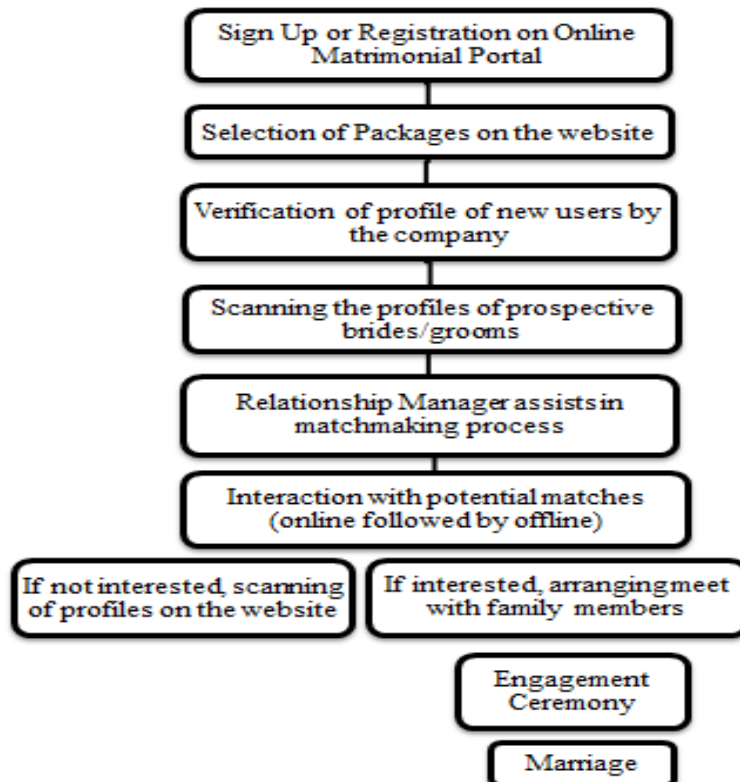 Sign Up or Registration on Online
Matrimonial Portal
Selection of Packages on the website
Verification of profile of new users by
the company
Scanning the profiles of prospective
brides/grooms
Relationship Manager assists in
matchmaking process
Interaction with potential matches
(online followed by offline)
If not interested, scanning
of profiles on the website
If interested, arranging meet
with family members
Engagement
Ceremony
Marriage